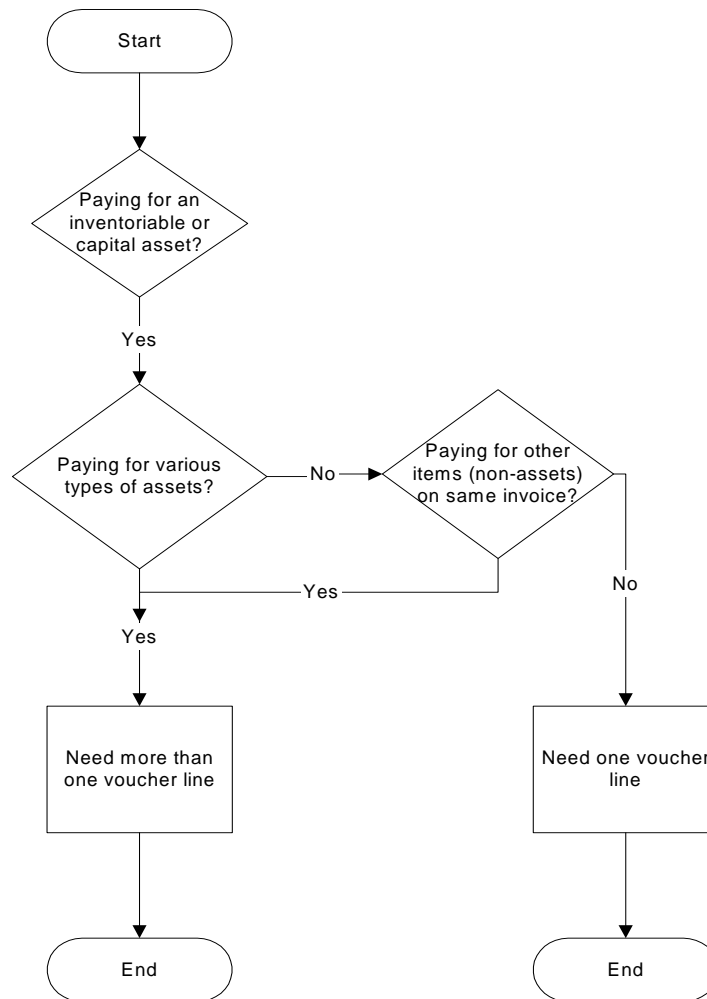 Start
Paying for an
inventoriable or
capital asset?
Yes
Paying for various
types of assets?
No
Paying for other
items (non-assets)
on same invoice?
Yes
No
Yes
Need more than
one voucher line
Need one voucher
line
End
End